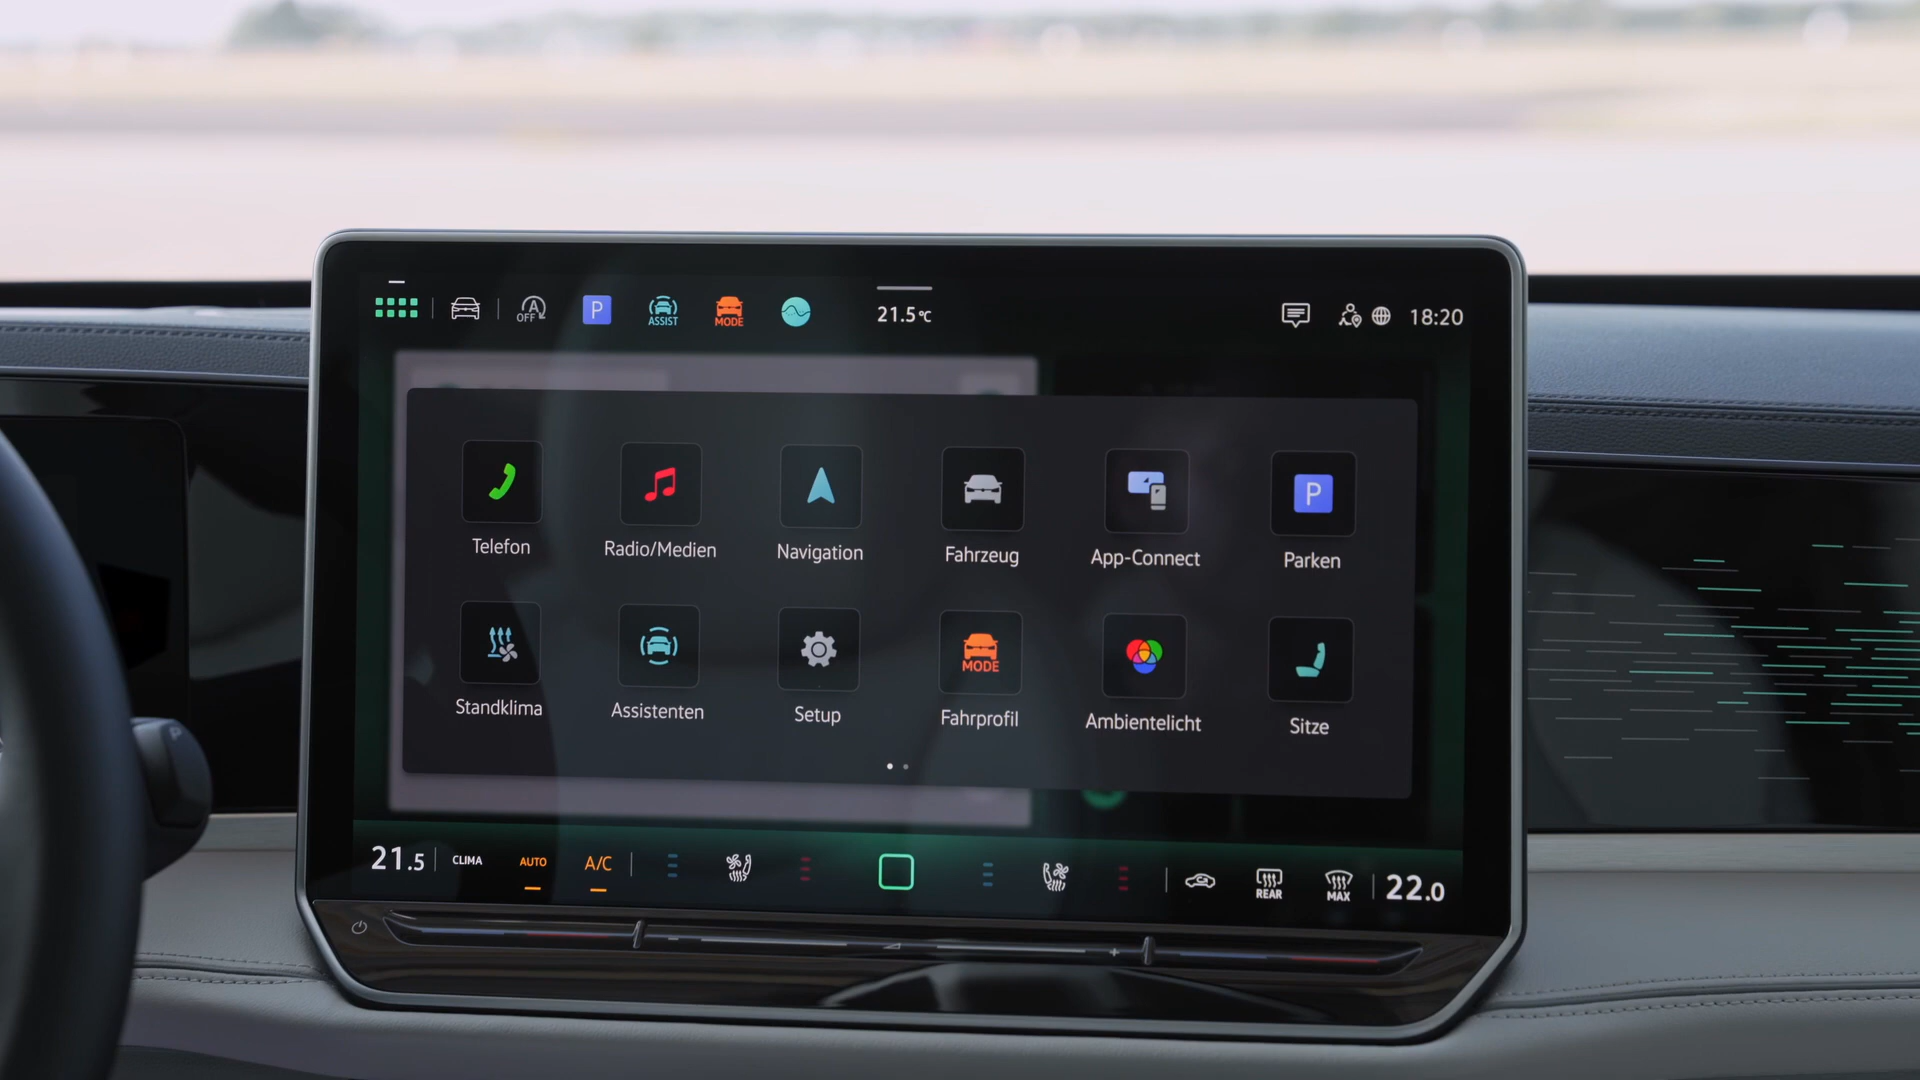 A OFF P ASSIST MODE 21.5°C 18:20
Telefon Radio/Medien Navigation Fahrzeug App-Connect P Parken
MODE
Standklima Assistenten Setup Fahrprofil Ambientelicht Sitze
21.5 CLIMA AUTO A/C REAR MAX 22.0
- +